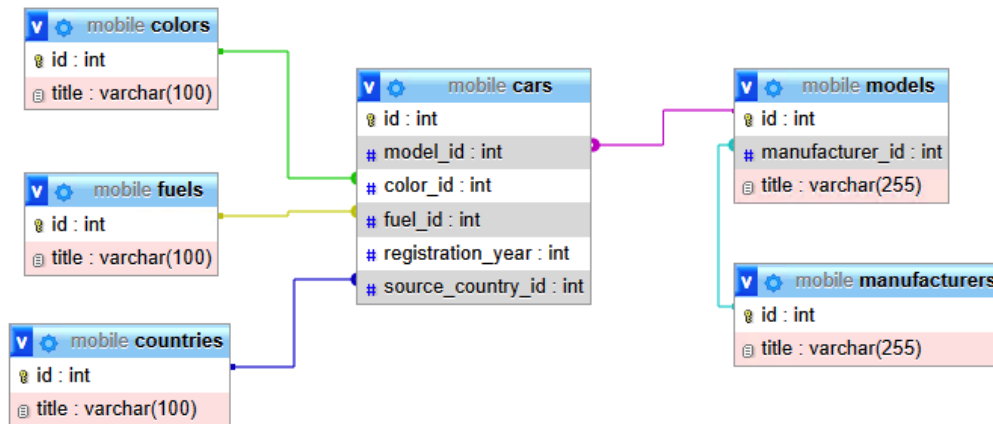 v mobile colors
id : int
title : varchar(100)
v mobile fuels
id : int
title : varchar(100)
v mobile countries
id : int
title : varchar(100)
v mobile cars
id : int
# model_id : int
# color_id : int
# fuel_id : int
# registration_year : int
# source_country_id : int
v mobile models
id : int
# manufacturer_id : int
title : varchar(255)
v mobile manufacturers
id : int
title : varchar(255)